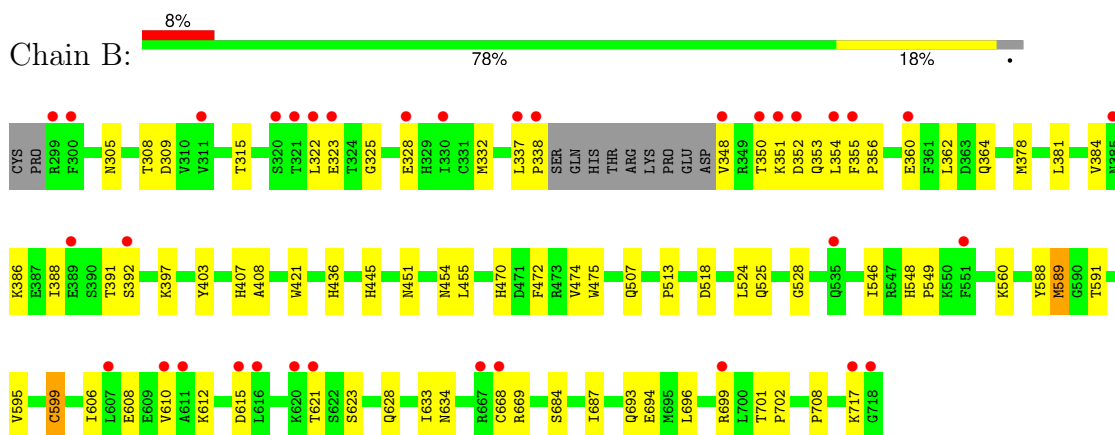 8%
Chain B:
78% 18% •
CYS PRO R299 F300 N305 T308 D309 V310 V311 T315 S320 T321 L322 E323 T324 G325 E328 H329 I330 C331 M332 L337 P338 SER GLN HIS THR ARG LYS PRO GLU ASP V348 R349 T350 K351 D352 Q353 L354 F355 P356 E360 F361 L362 D363 Q364 M378 L381 V384 N385
K386 E387 I388 E389 S390 T391 S392 K397 Y403 H407 A408 W421 H436 H445 N451 N454 L455 H470 D471 F472 R473 V474 W475 Q507 P513 D518 L524 Q525 G528 Q535 I546 R547 H548 P549 K550 F551 K560 Y588 M589 G590 T591
V595 C599 I606 L607 E608 E609 V610 A611 K612 D615 L616 K620 T621 S622 S623 Q628 I633 N634 R667 C668 R669 S684 I687 Q693 E694 M695 L696 R699 L700 T701 P702 P708 K717 G718